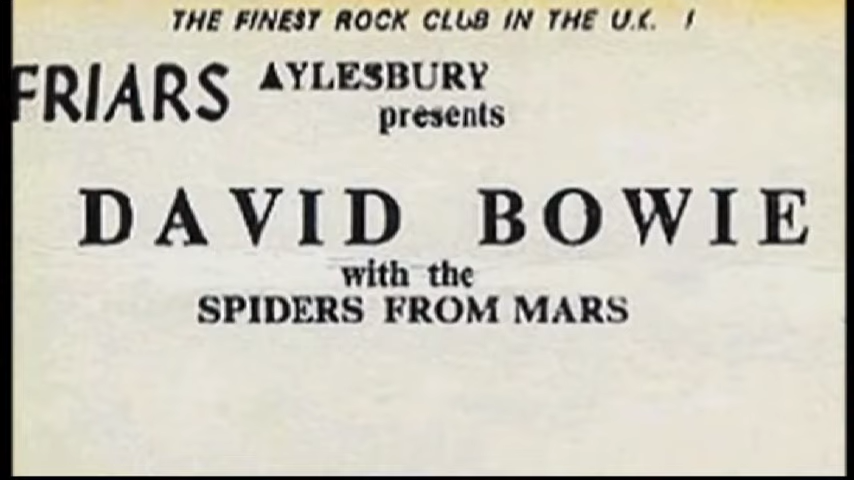 THE FINEST ROCK CLUB IN THE U.K. !
FRIARS AYLESBURY
presents
DAVID BOWIE
with the
SPIDERS FROM MARS